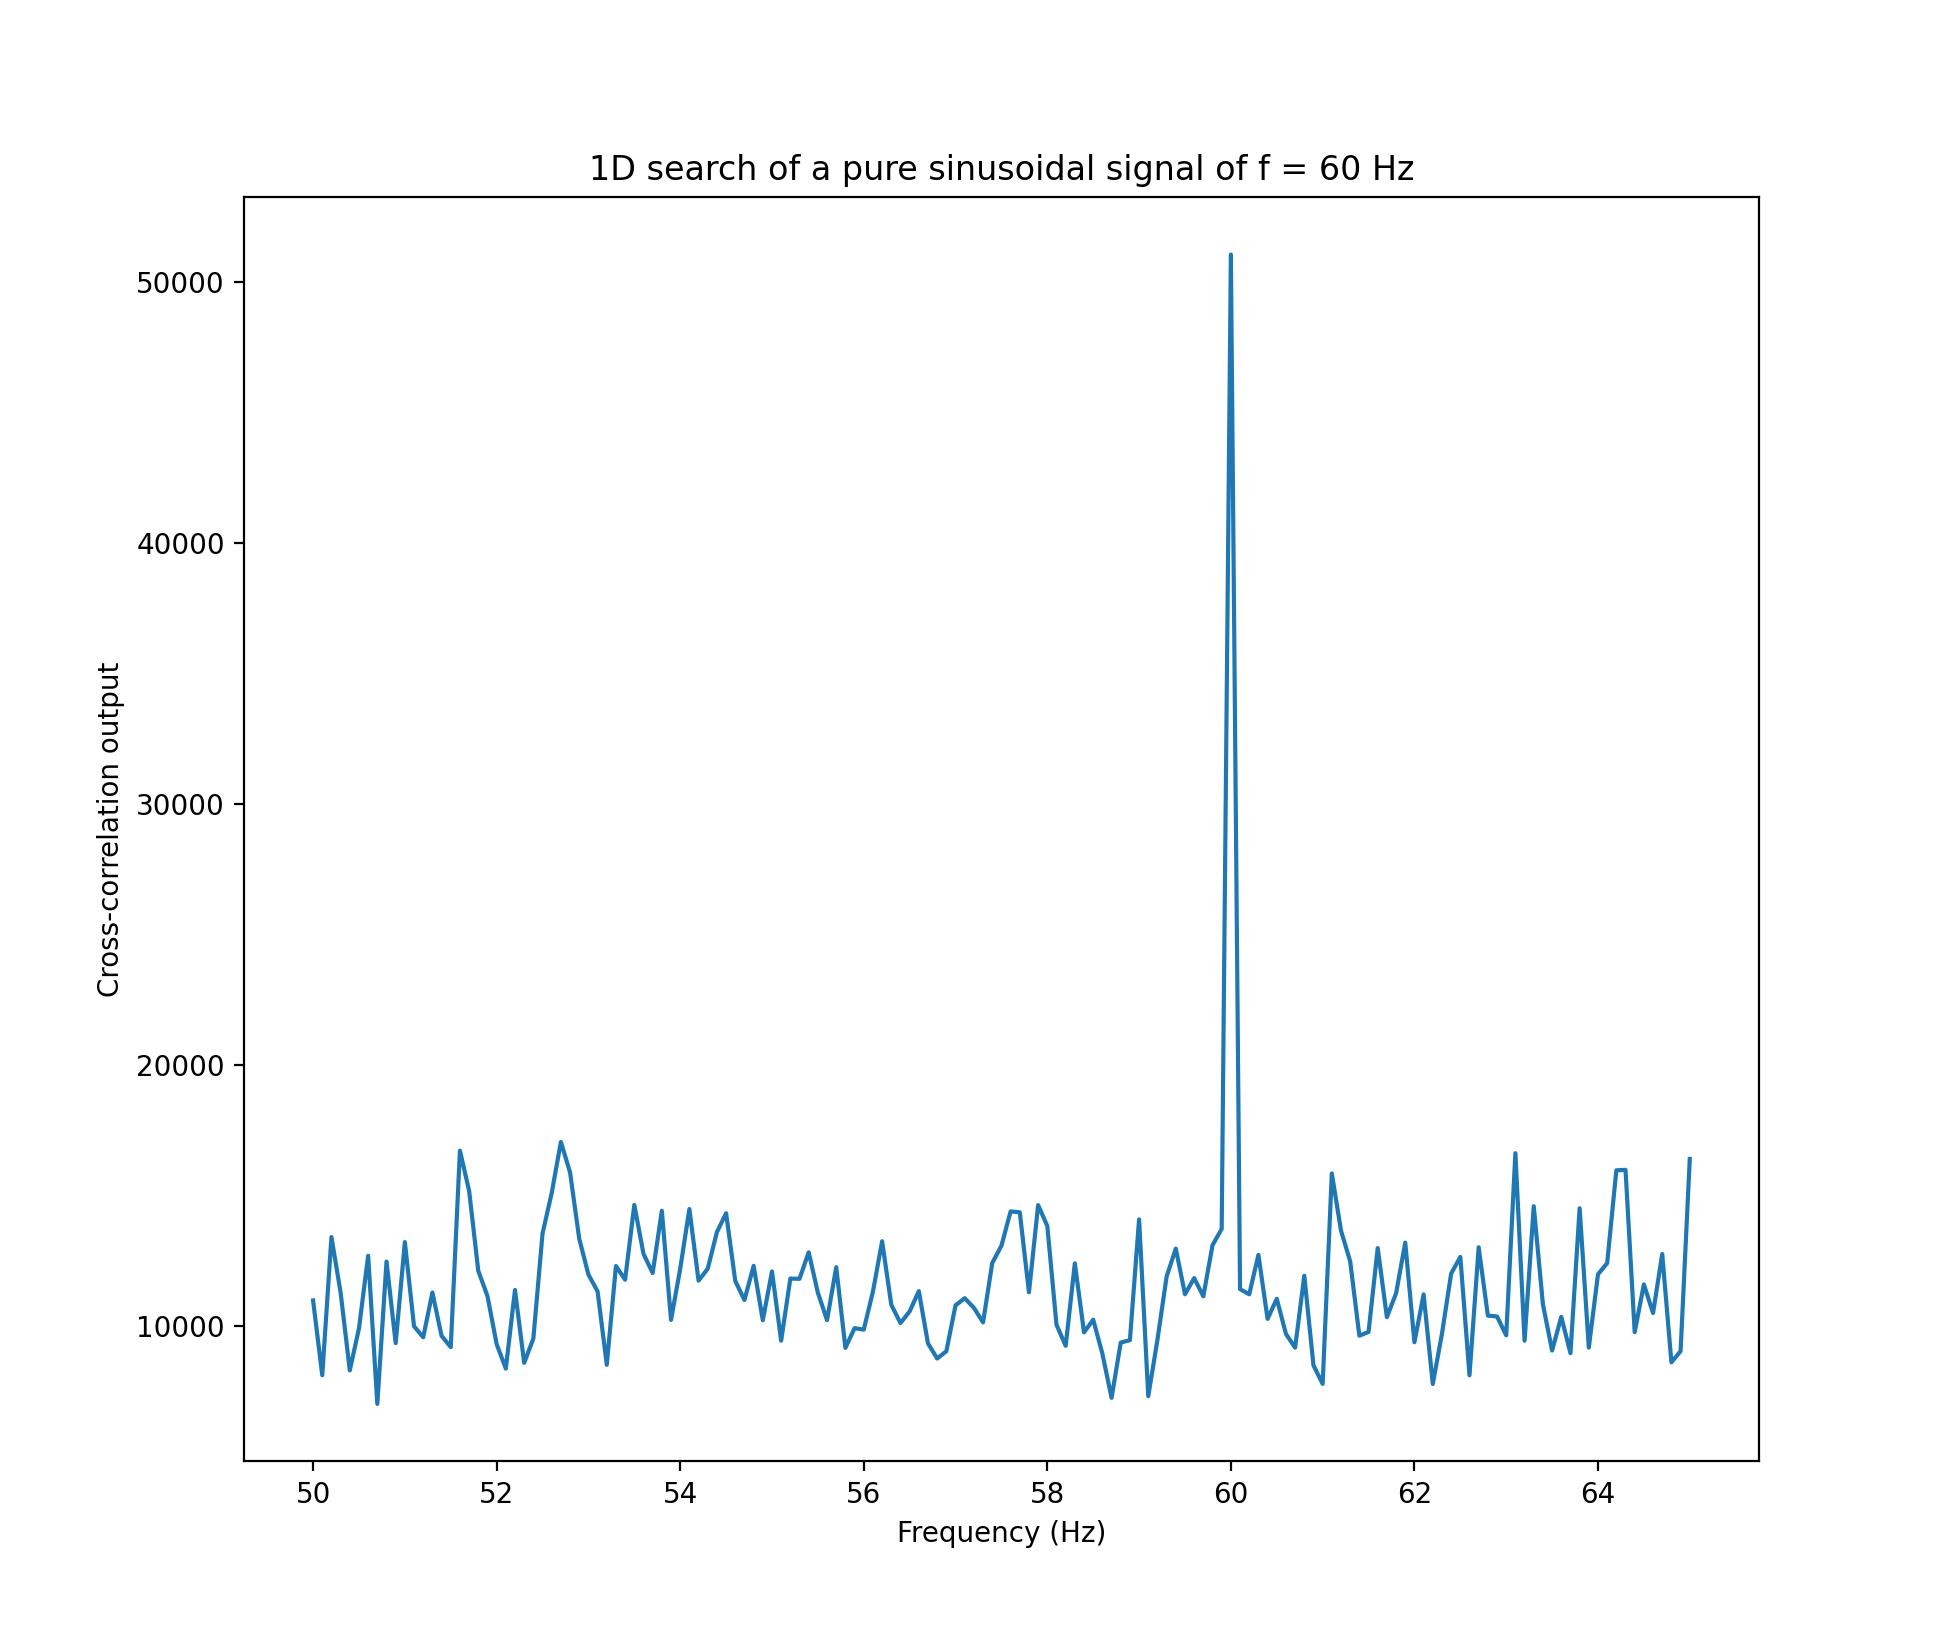 1D search of a pure sinusoidal signal of f = 60 Hz
50000
40000
30000
20000
10000
Cross-correlation output
50 52 54 56 58 60 62 64
Frequency (Hz)